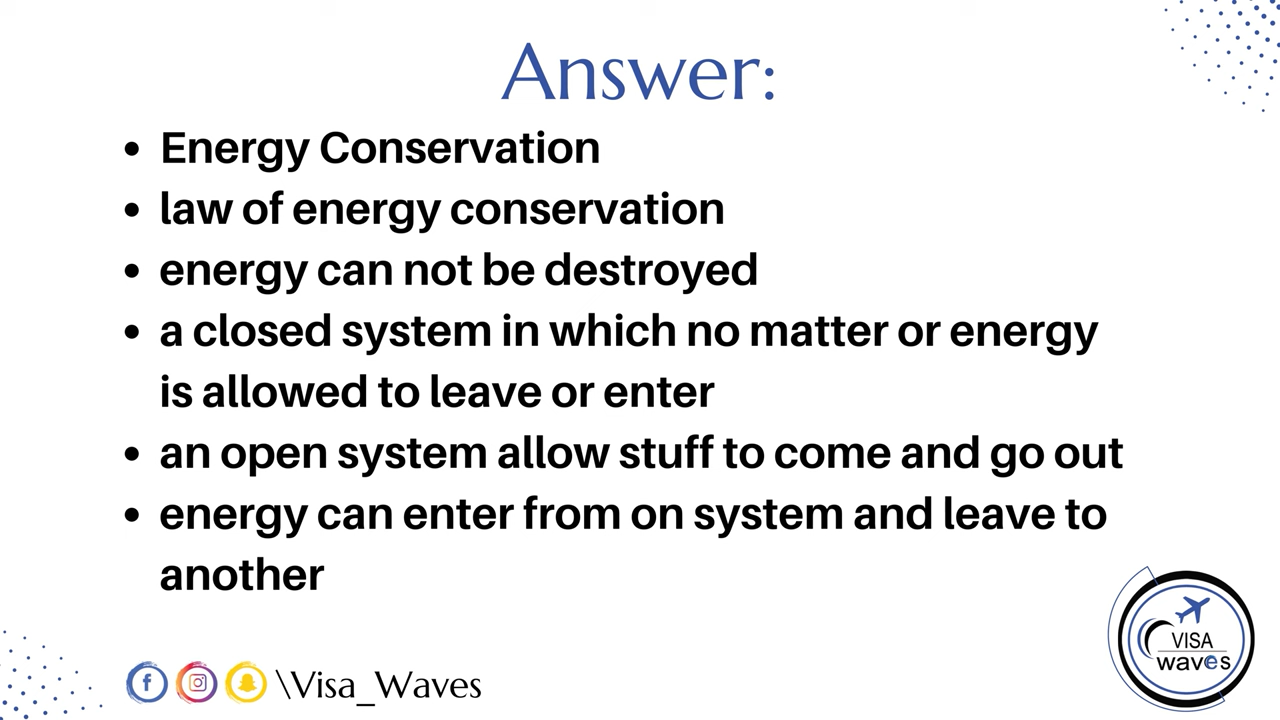 Answer:
• Energy Conservation
• law of energy conservation
• energy can not be destroyed
• a closed system in which no matter or energy
is allowed to leave or enter
• an open system allow stuff to come and go out
• energy can enter from on system and leave to
another
VISA
waves
\Visa_Waves